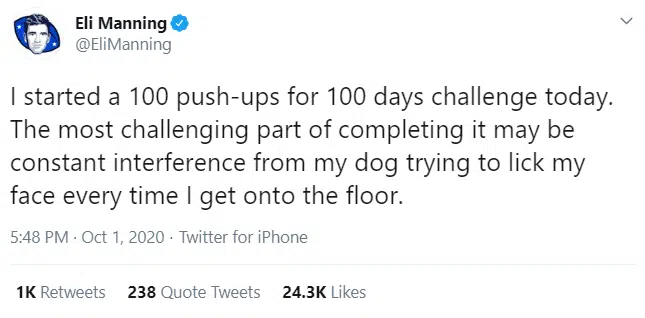 Eli Manning
@EliManning
I started a 100 push-ups for 100 days challenge today.
The most challenging part of completing it may be
constant interference from my dog trying to lick my
face every time I get onto the floor.
5:48 PM · Oct 1, 2020 · Twitter for iPhone
1K Retweets 238 Quote Tweets 24.3K Likes